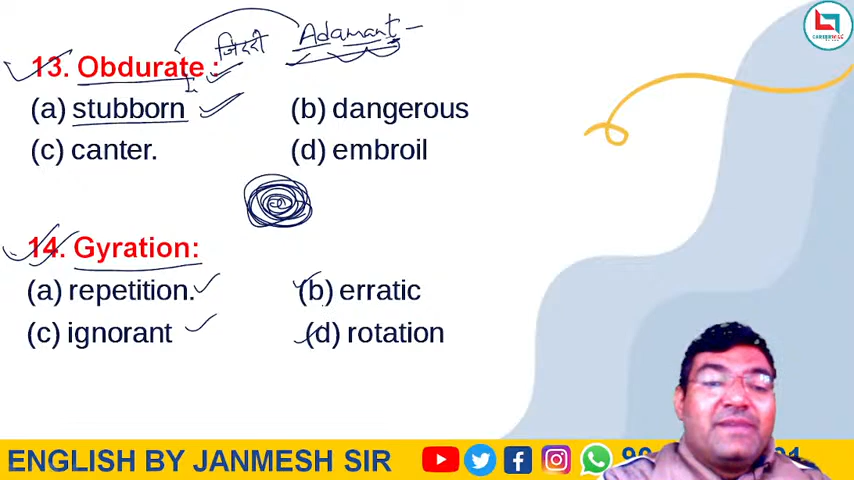 जिद्दी Adamant -
13. Obdurate :
(a) stubborn (b) dangerous
(c) canter. (d) embroil
14. Gyration:
(a) repetition. (b) erratic
(c) ignorant (d) rotation
ENGLISH BY JANMESH SIR